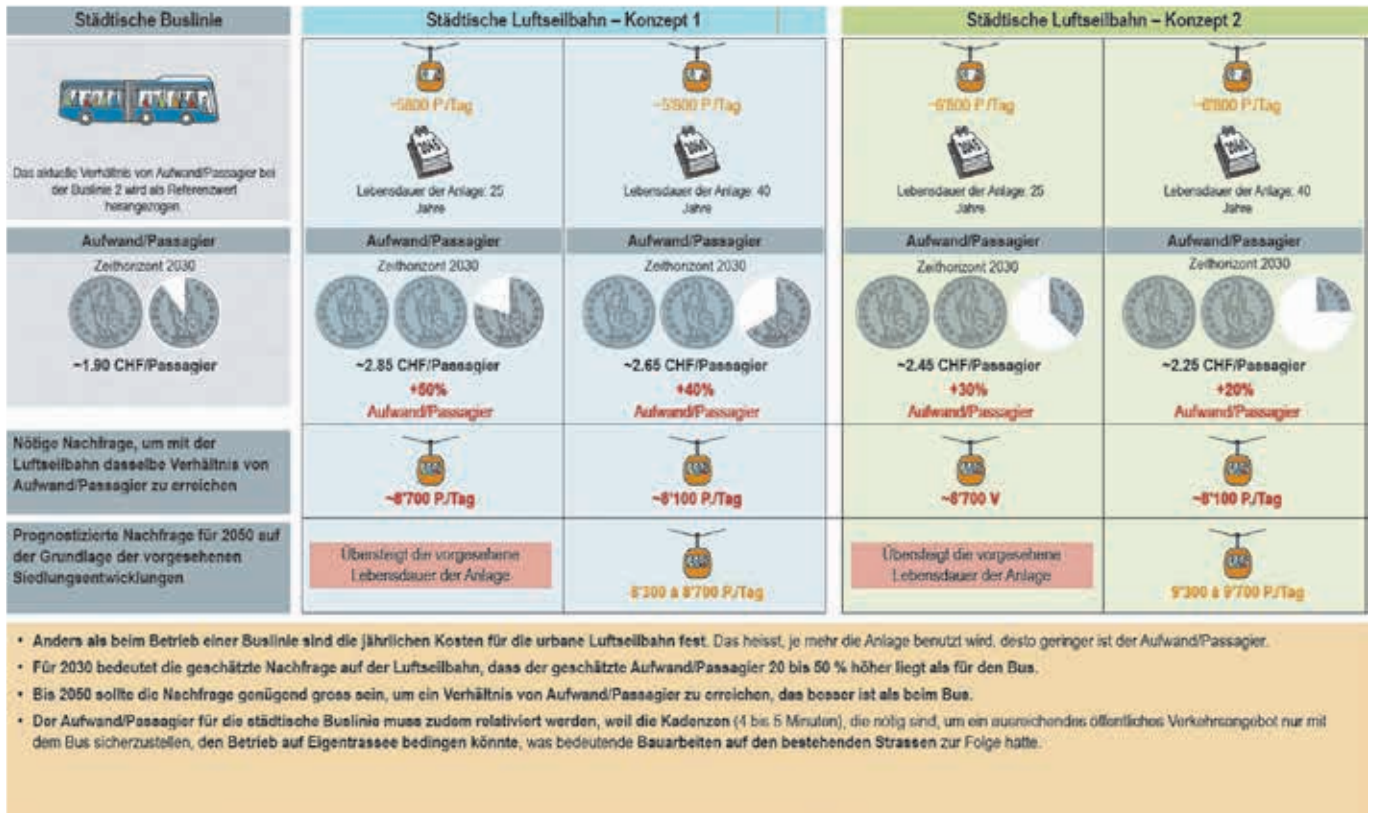 Städtische Buslinie
Städtische Luftseilbahn – Konzept 1
Städtische Luftseilbahn – Konzept 2
Das aktuelle Verhältnis von Aufwand/Passagier bei
der Buslinie 2 wird als Referenzwert
herangezogen
~5800 P./Tag
2045
Lebensdauer der Anlage: 25
Jahre
~5'800 P./Tag
2060
Lebensdauer der Anlage: 40
Jahre
~6'800 P./Tag
2045
Lebensdauer der Anlage: 25
Jahre
~6'800 P./Tag
2060
Lebensdauer der Anlage: 40
Jahre
Aufwand/Passagier
Zeithorizont 2030
~1.90 CHF/Passagier
Aufwand/Passagier
Zeithorizont 2030
~2.85 CHF/Passagier
+50%
Aufwand/Passagier
Aufwand/Passagier
Zeithorizont 2030
~2.65 CHF/Passagier
+40%
Aufwand/Passagier
Aufwand/Passagier
Zeithorizont 2030
~2.45 CHF/Passagier
+30%
Aufwand/Passagier
Aufwand/Passagier
Zeithorizont 2030
~2.25 CHF/Passagier
+20%
Aufwand/Passagier
Nötige Nachfrage, um mit der
Luftseilbahn dasselbe Verhältnis von
Aufwand/Passagier zu erreichen
~8'700 P./Tag
~8'100 P./Tag
~8'700 V
~8'100 P./Tag
Prognostizierte Nachfrage für 2050 auf
der Grundlage der vorgesehenen
Siedlungsentwicklungen
Übersteigt die vorgesehene
Lebensdauer der Anlage
8'300 à 8'700 P./Tag
Übersteigt die vorgesehene
Lebensdauer der Anlage
9'300 à 9'700 P./Tag
• Anders als beim Betrieb einer Buslinie sind die jährlichen Kosten für die urbane Luftseilbahn fest. Das heisst, je mehr die Anlage benutzt wird, desto geringer ist der Aufwand/Passagier.
• Für 2030 bedeutet die geschätzte Nachfrage auf der Luftseilbahn, dass der geschätzte Aufwand/Passagier 20 bis 50 % höher liegt als für den Bus.
• Bis 2050 sollte die Nachfrage genügend gross sein, um ein Verhältnis von Aufwand/Passagier zu erreichen, das besser ist als beim Bus.
• Der Aufwand/Passagier für die städtische Buslinie muss zudem relativiert werden, weil die Kadenzen (4 bis 5 Minuten), die nötig sind, um ein ausreichendes öffentliches Verkehrsangebot nur mit
dem Bus sicherzustellen, den Betrieb auf Eigentrassee bedingen könnte, was bedeutende Bauarbeiten auf den bestehenden Strassen zur Folge hätte.